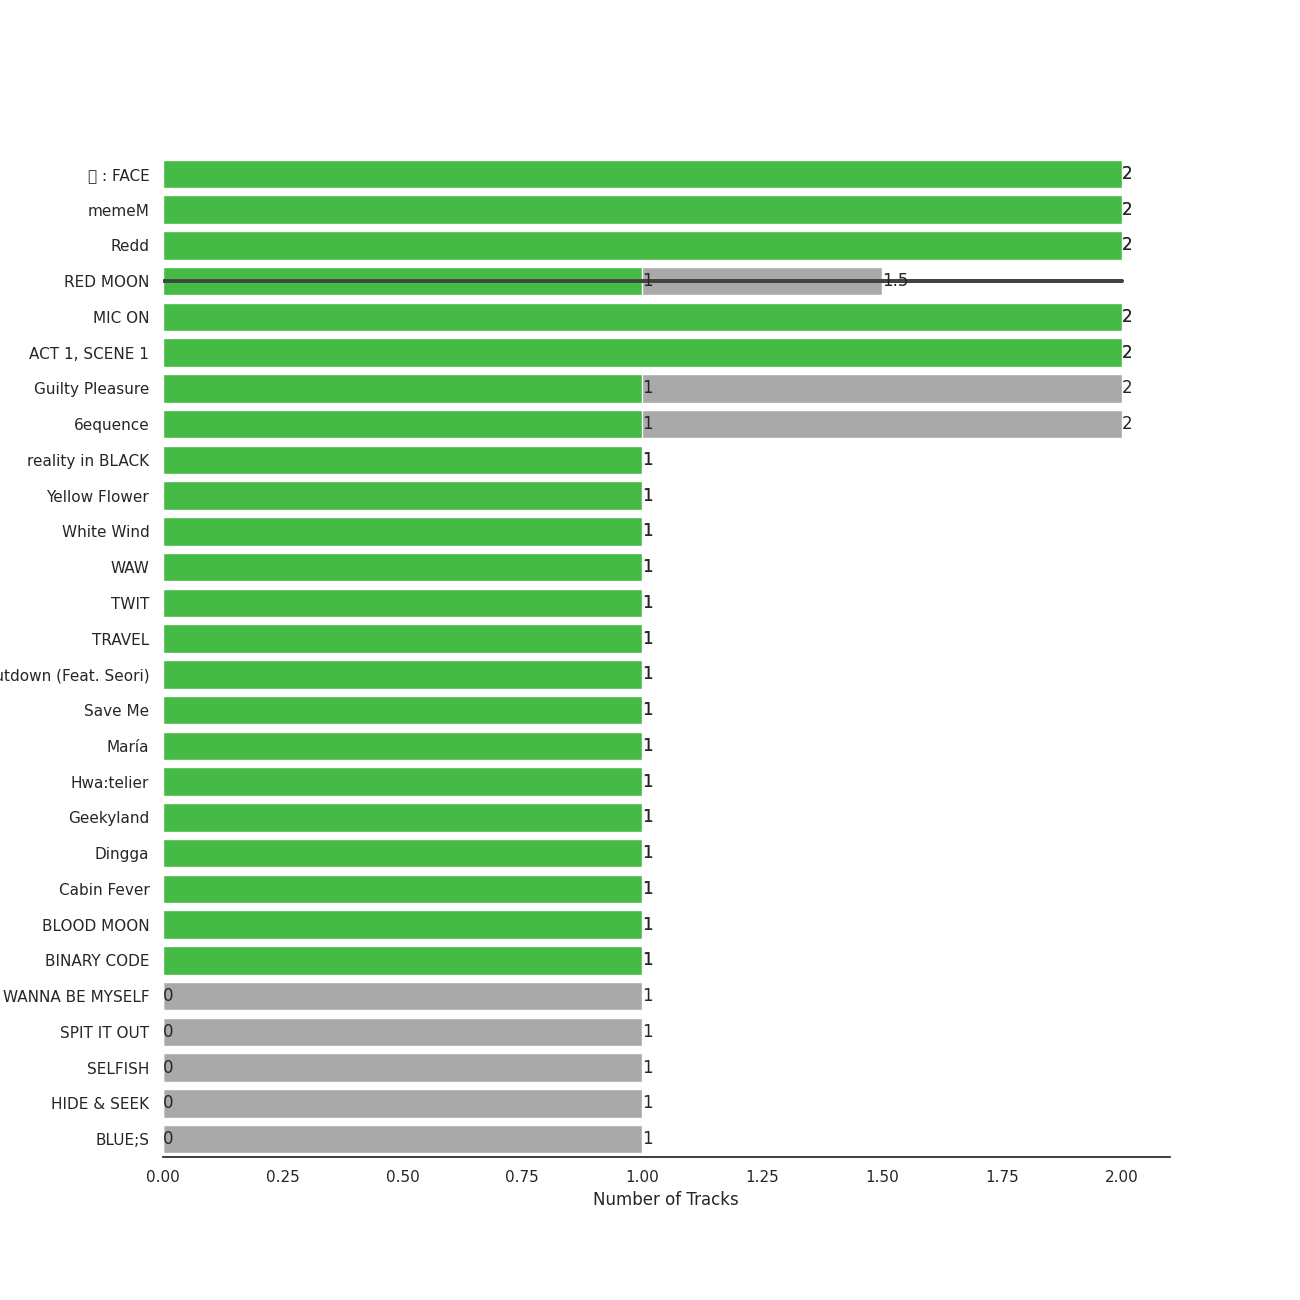 : FACE 2
memeM 2
Redd 2
RED MOON 1 1.5
MIC ON 2
ACT 1, SCENE 1 2
Guilty Pleasure 1 2
6equence 1 2
reality in BLACK 1
Yellow Flower 1
White Wind 1
WAW 1
TWIT 1
TRAVEL 1
utdown (Feat. Seori) 1
Save Me 1
María 1
Hwa:telier 1
Geekyland 1
Dingga 1
Cabin Fever 1
BLOOD MOON 1
BINARY CODE 1
WANNA BE MYSELF 0 1
SPIT IT OUT 0 1
SELFISH 0 1
HIDE & SEEK 0 1
BLUE;S 0 1
0.00 0.25 0.50 0.75 1.00 1.25 1.50 1.75 2.00
Number of Tracks